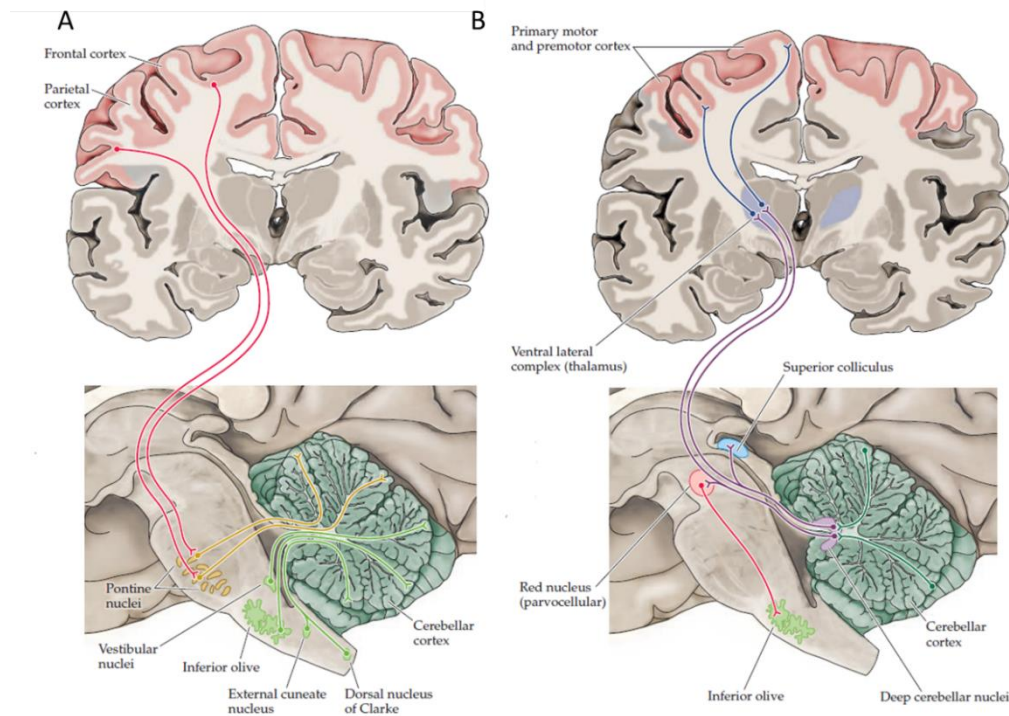 A
Frontal cortex
Parietal
cortex
Pontine
nuclei
Vestibular
nuclei
Inferior olive
External cuneate
nucleus
Dorsal nucleus
of Clarke
Cerebellar
cortex
B
Primary motor
and premotor cortex
Ventral lateral
complex (thalamus)
Superior colliculus
Red nucleus
(parvocellular)
Inferior olive
Cerebellar
cortex
Deep cerebellar nuclei